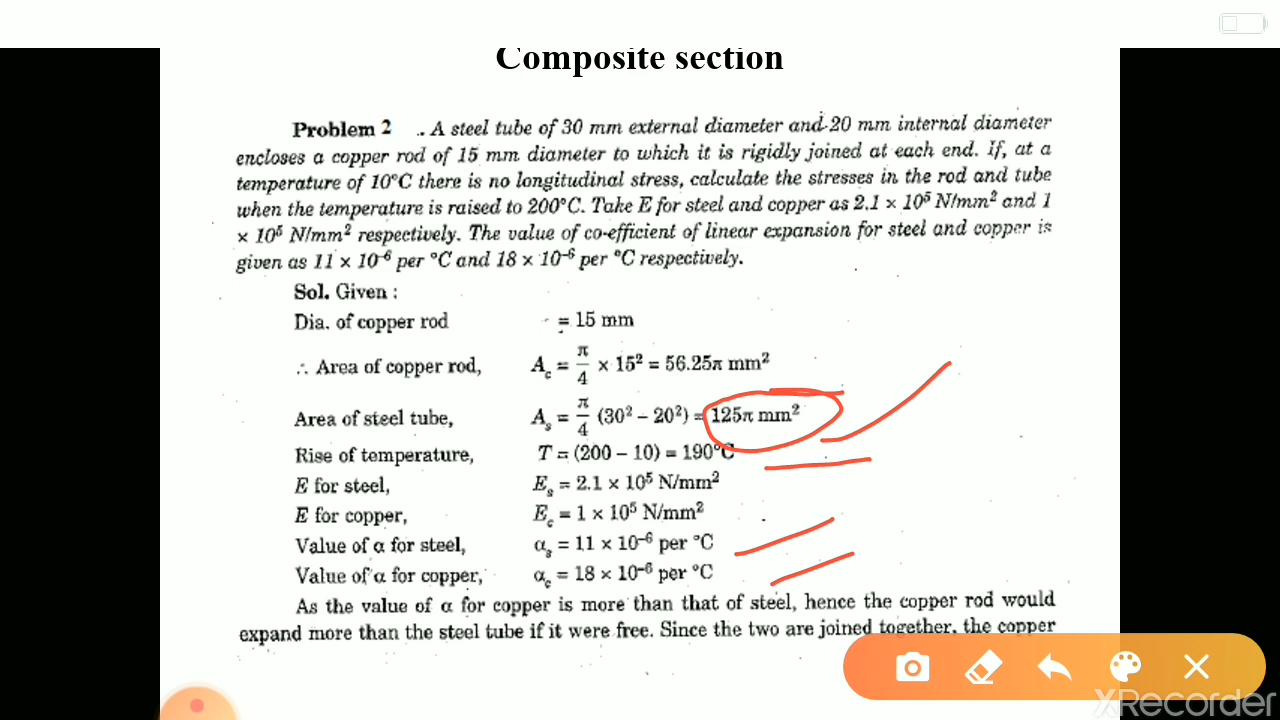 Composite section
Problem 2 .. A steel tube of 30 mm external diameter and 20 mm internal diameter
encloses a copper rod of 15 mm diameter to which it is rigidly joined at each end. If, at a
temperature of 10°C there is no longitudinal stress, calculate the stresses in the rod and tube
when the temperature is raised to 200°C. Take E for steel and copper as 2.1 × 10⁵ N/mm² and 1
× 10⁵ N/mm² respectively. The value of co-efficient of linear expansion for steel and copper is
given as 11 × 10⁻⁶ per °C and 18 × 10⁻⁶ per °C respectively.
Sol. Given :
Dia. of copper rod = 15 mm
∴ Area of copper rod, A_c = π/4 × 15² = 56.25π mm²
Area of steel tube, A_s = π/4 (30² – 20²) = 125π mm²
Rise of temperature, T = (200 – 10) = 190°C
E for steel, E_s = 2.1 × 10⁵ N/mm²
E for copper, E_c = 1 × 10⁵ N/mm²
Value of α for steel, α_s = 11 × 10⁻⁶ per °C
Value of α for copper, α_c = 18 × 10⁻⁶ per °C
As the value of α for copper is more than that of steel, hence the copper rod would
expand more than the steel tube if it were free. Since the two are joined together, the copper
XRecorder